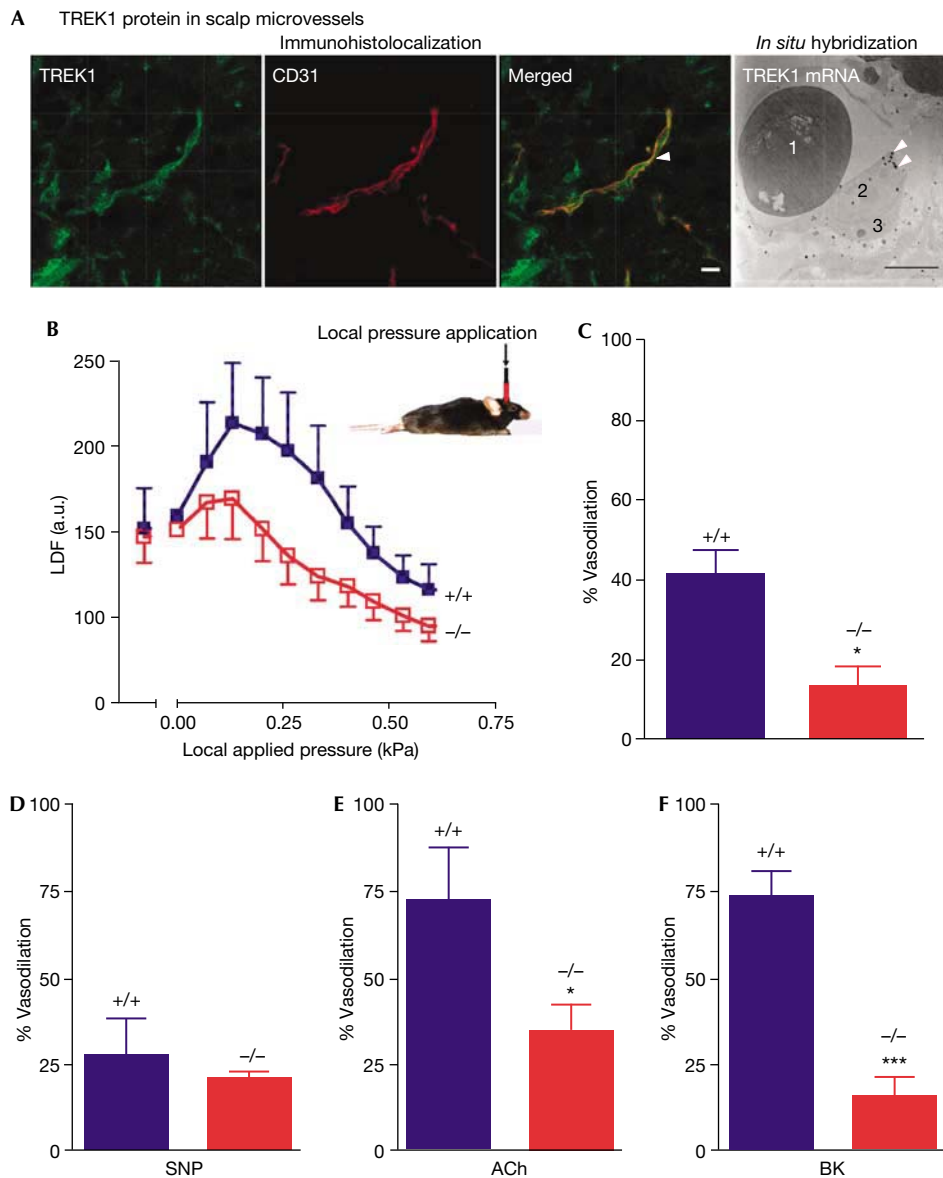 A TREK1 protein in scalp microvessels
Immunohistolocalization
In situ hybridization
TREK1
CD31
Merged
TREK1 mRNA
1
2
3
B
Local pressure application
250
200
150
100
50
0
LDF (a.u.)
+/+
–/–
0.00 0.25 0.50 0.75
Local applied pressure (kPa)
C
100
80
60
40
20
0
% Vasodilation
+/+
–/–
*
D
100
75
50
25
0
% Vasodilation
+/+
–/–
SNP
E
100
75
50
25
0
% Vasodilation
+/+
–/–
*
ACh
F
100
75
50
25
0
% Vasodilation
+/+
–/–
***
BK